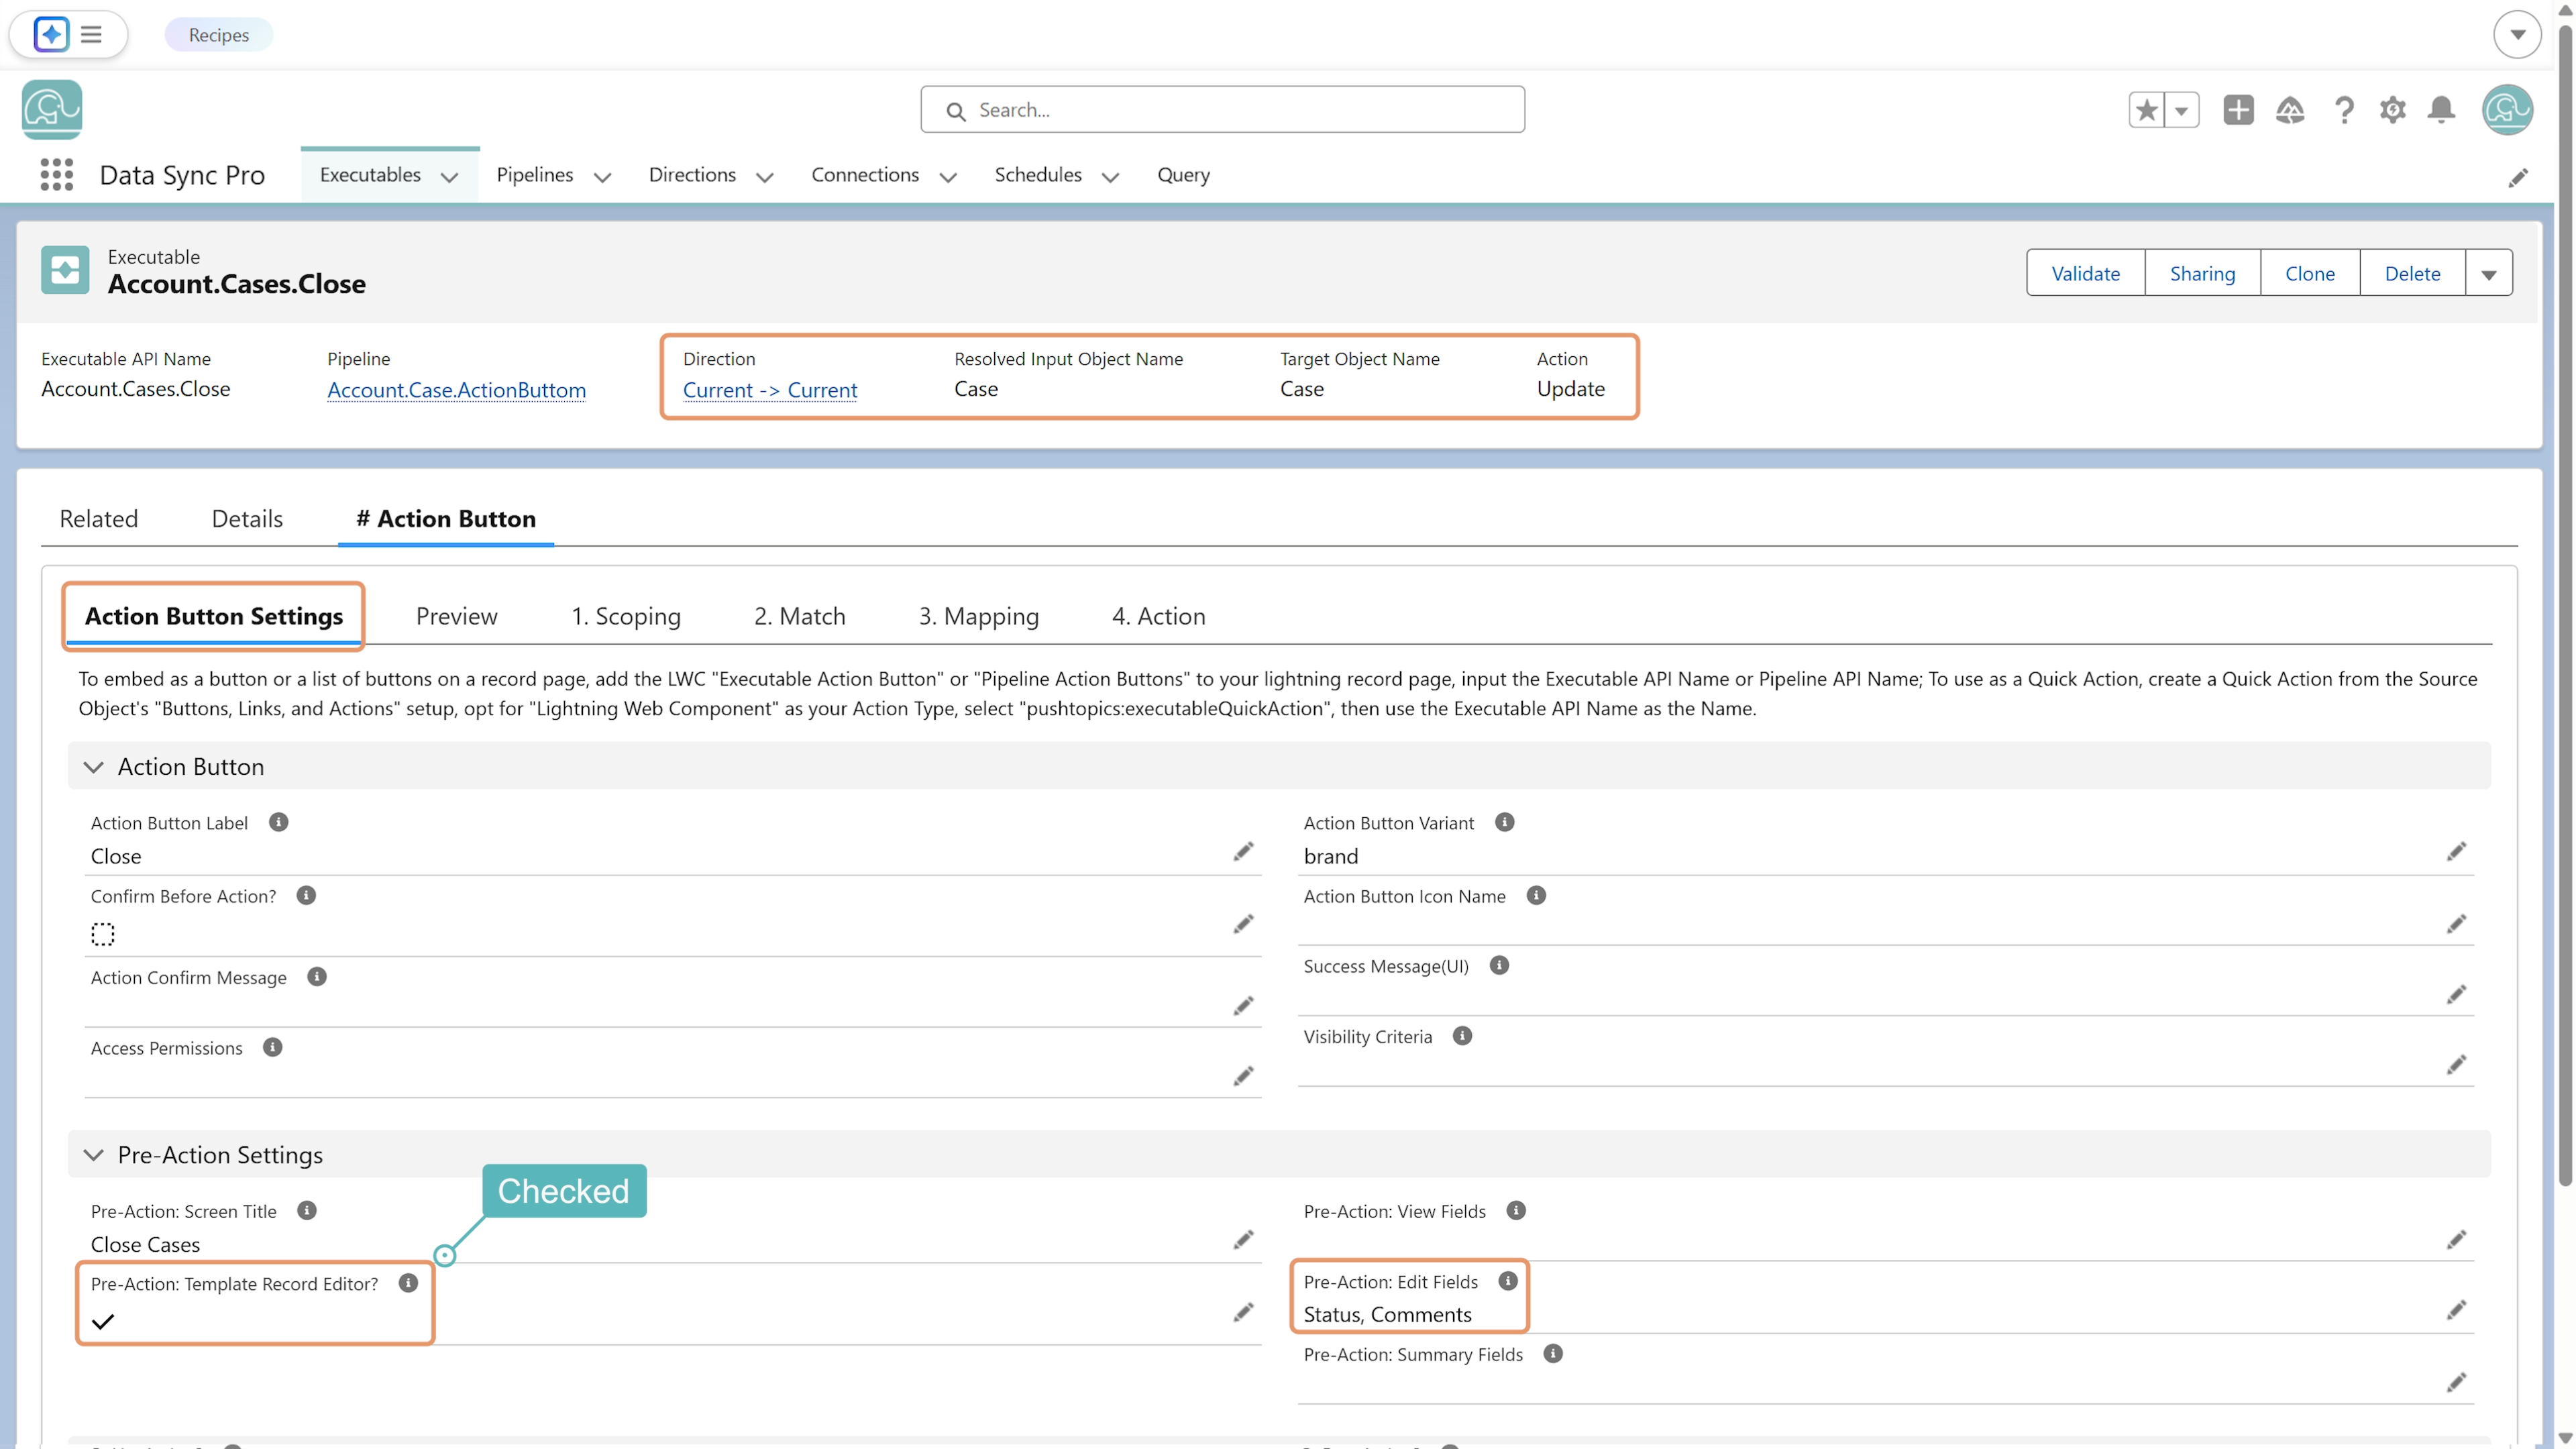 Recipes
Search...
Data Sync Pro
Executables
Pipelines
Directions
Connections
Schedules
Query
Executable
Account.Cases.Close
Validate
Sharing
Clone
Delete
Executable API Name
Account.Cases.Close
Pipeline
Account.Case.ActionButtom
Direction
Current -> Current
Resolved Input Object Name
Case
Target Object Name
Case
Action
Update
Related
Details
# Action Button
Action Button Settings
Preview
1. Scoping
2. Match
3. Mapping
4. Action
To embed as a button or a list of buttons on a record page, add the LWC "Executable Action Button" or "Pipeline Action Buttons" to your lightning record page, input the Executable API Name or Pipeline API Name; To use as a Quick Action, create a Quick Action from the Source
Object's "Buttons, Links, and Actions" setup, opt for "Lightning Web Component" as your Action Type, select "pushtopics:executableQuickAction", then use the Executable API Name as the Name.
Action Button
Action Button Label
Close
Action Button Variant
brand
Confirm Before Action?
Action Button Icon Name
Action Confirm Message
Success Message(UI)
Access Permissions
Visibility Criteria
Pre-Action Settings
Checked
Pre-Action: Screen Title
Close Cases
Pre-Action: View Fields
Pre-Action: Template Record Editor?
Pre-Action: Edit Fields
Status, Comments
Pre-Action: Summary Fields